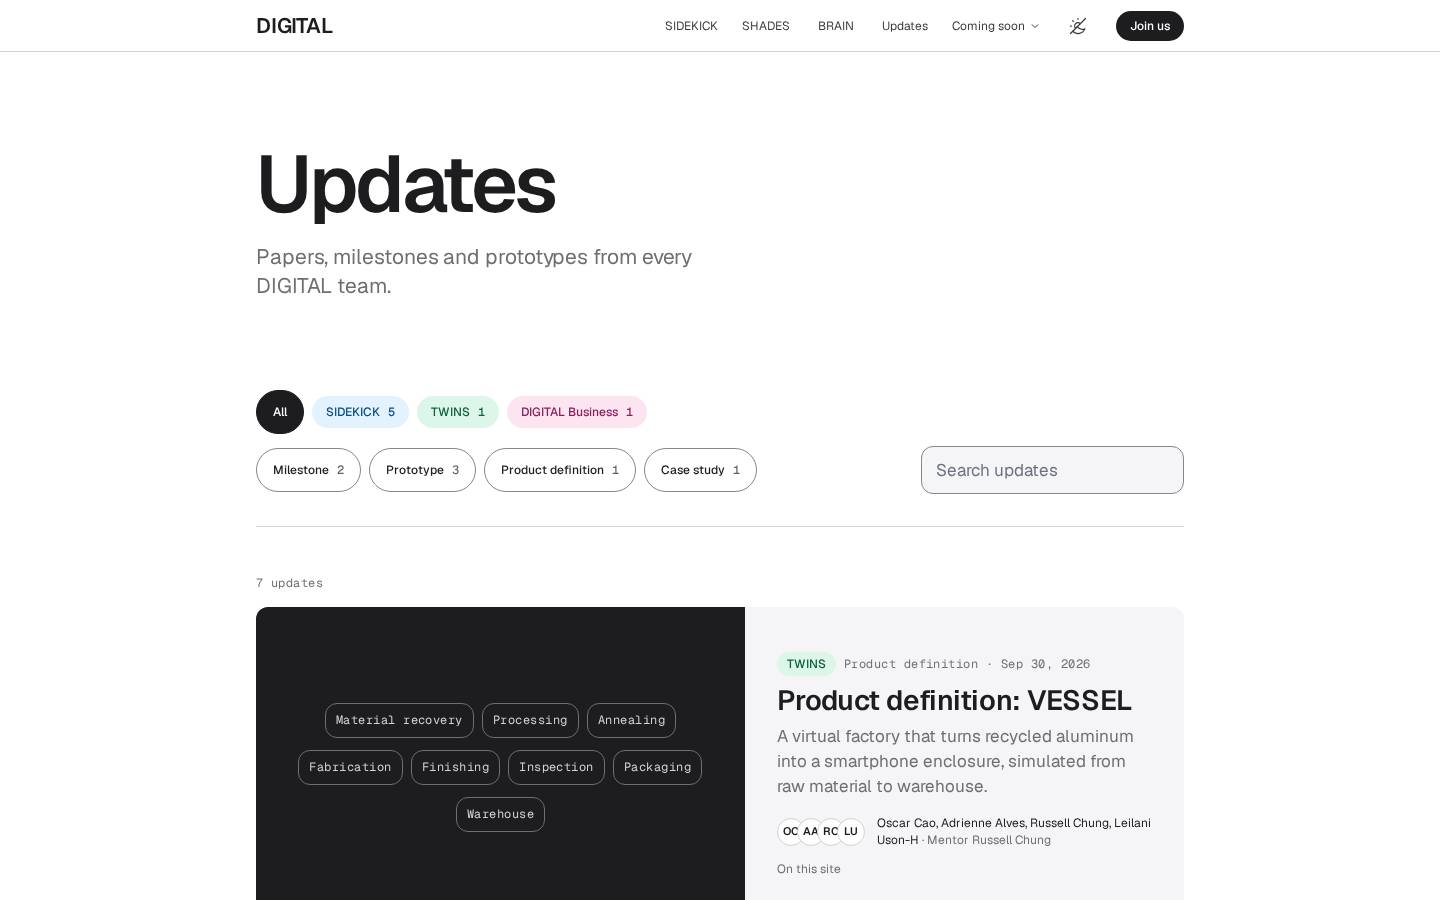 DIGITAL
SIDEKICK
SHADES
BRAIN
Updates
Coming soon
Join us
Updates
Papers, milestones and prototypes from every
DIGITAL team.
All
SIDEKICK 5
TWINS 1
DIGITAL Business 1
Milestone 2
Prototype 3
Product definition 1
Case study 1
Search updates
7 updates
Material recovery
Processing
Annealing
Fabrication
Finishing
Inspection
Packaging
Warehouse
TWINS Product definition · Sep 30, 2026
Product definition: VESSEL
A virtual factory that turns recycled aluminum
into a smartphone enclosure, simulated from
raw material to warehouse.
OC AA RC LU
Oscar Cao, Adrienne Alves, Russell Chung, Leilani
Uson-H · Mentor Russell Chung
On this site